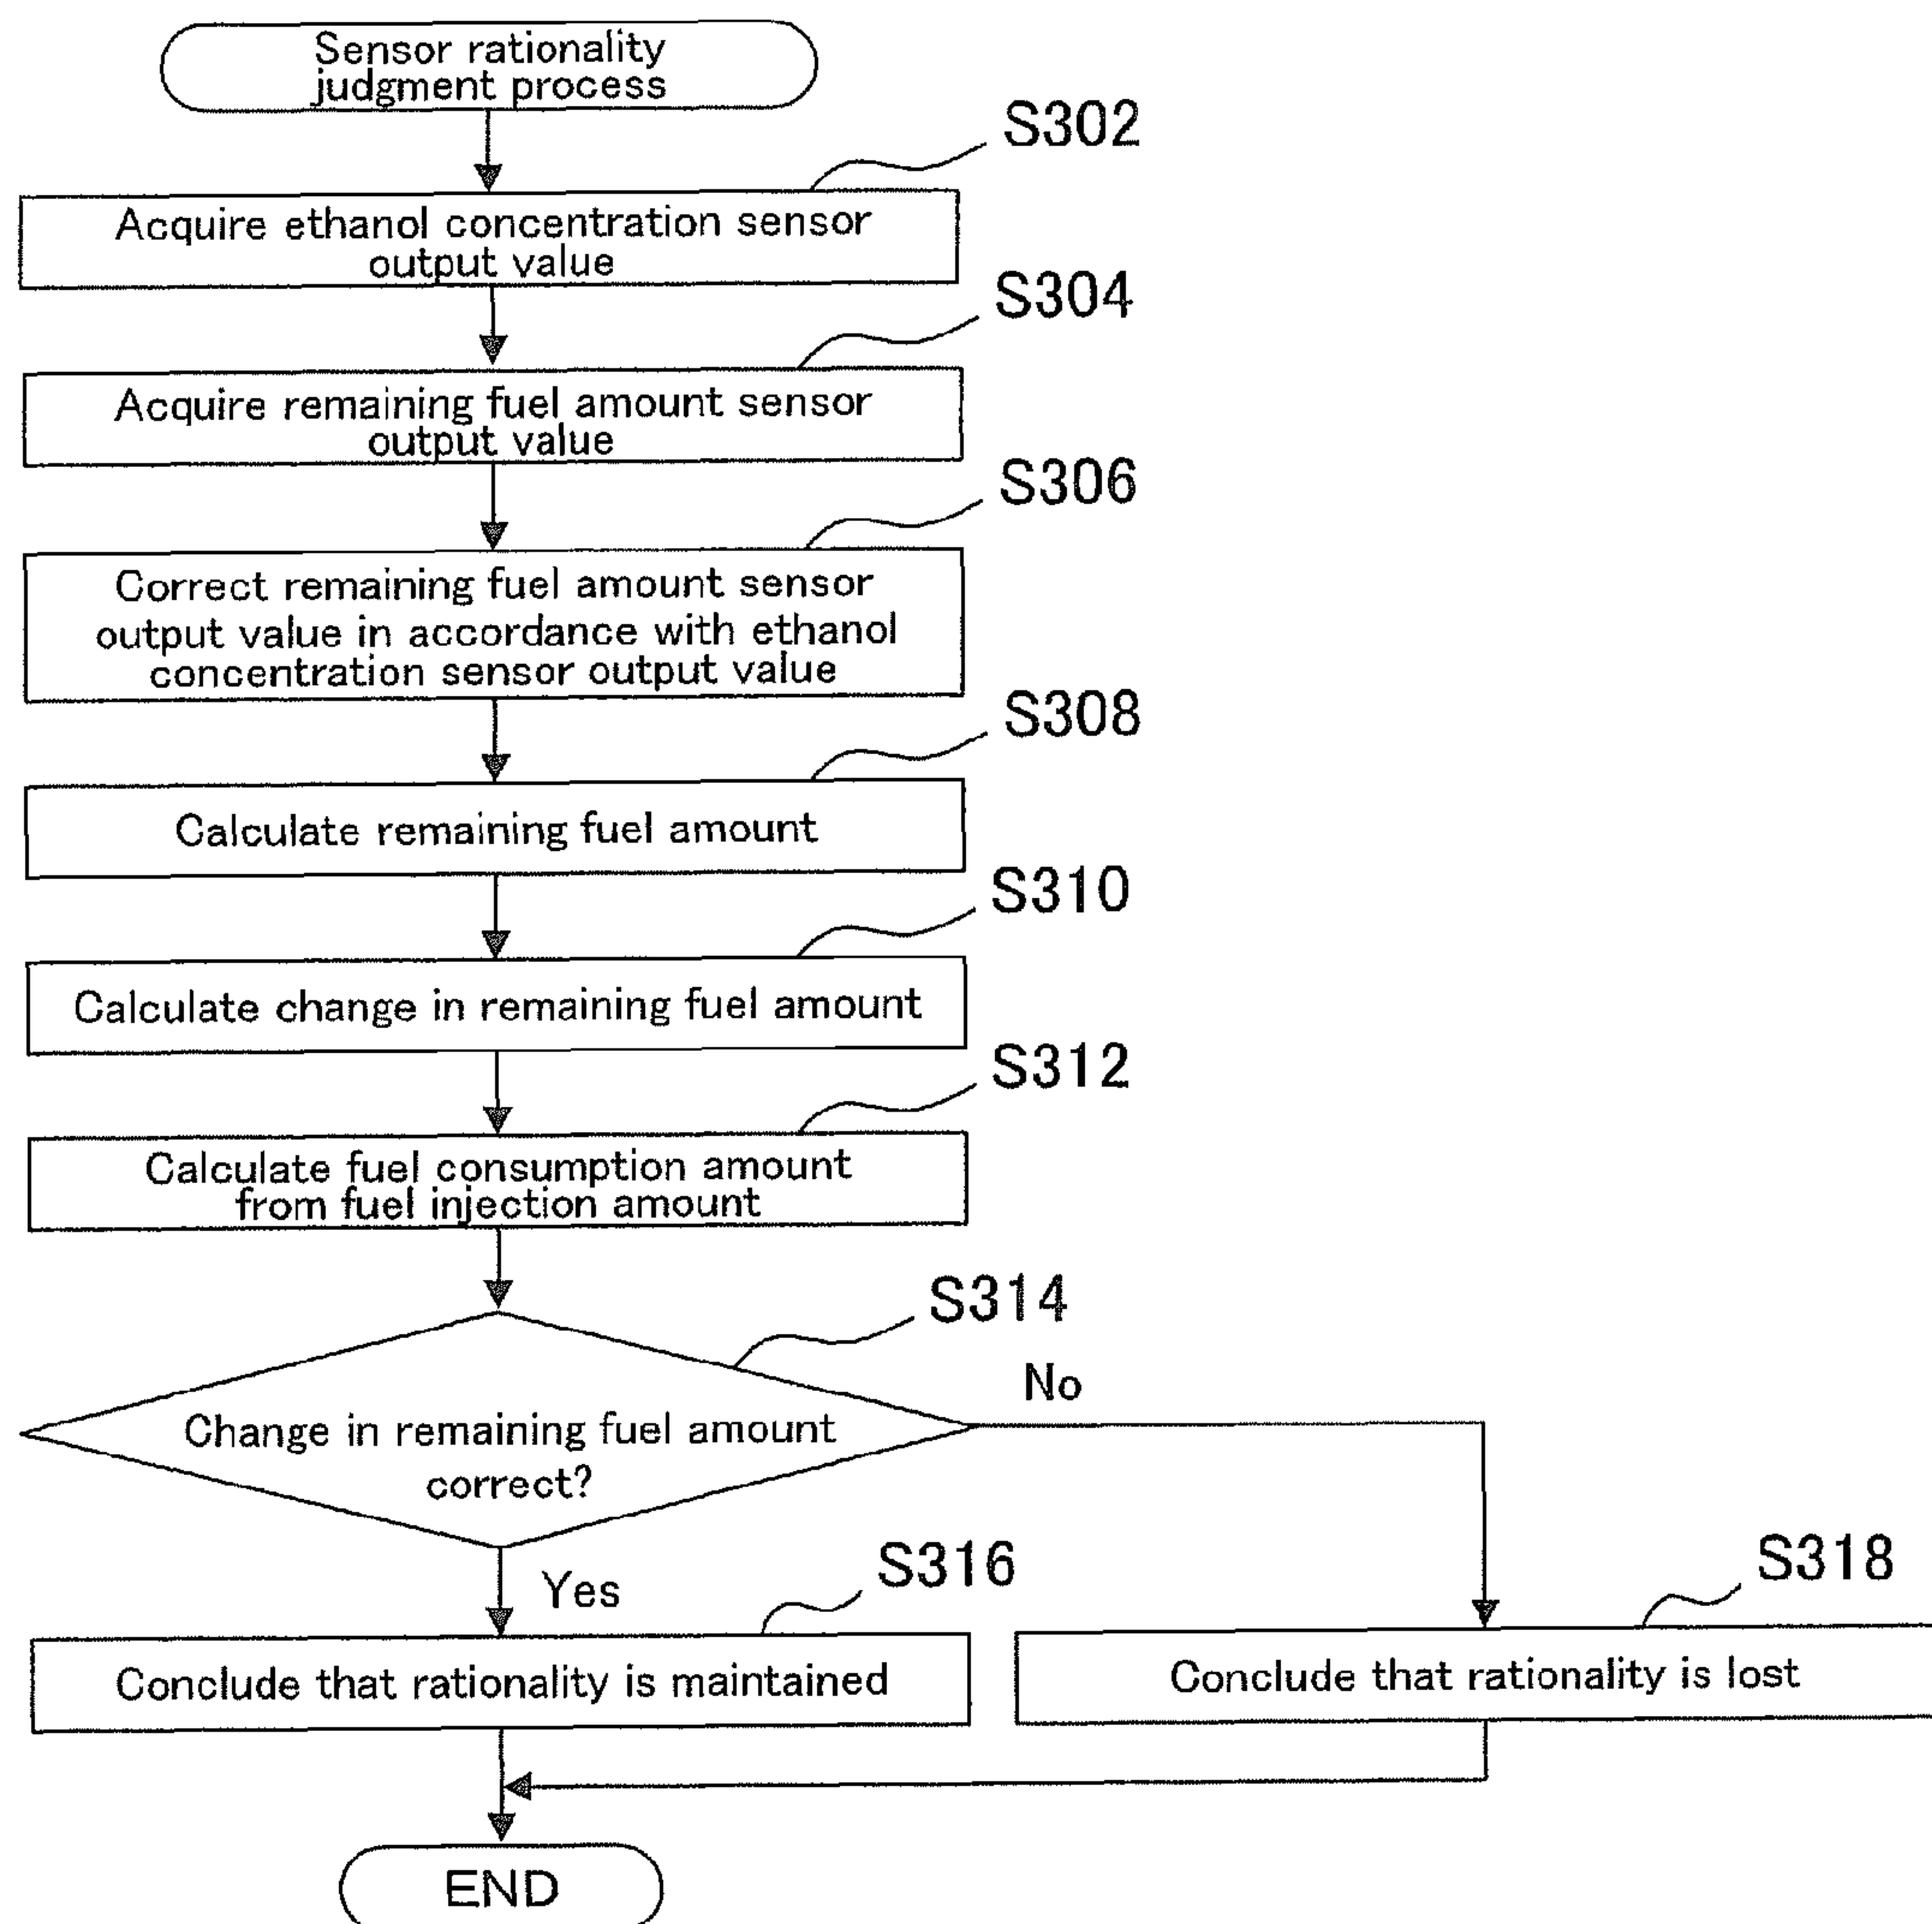 Sensor rationality
judgment process
S302
Acquire ethanol concentration sensor
output value
S304
Acquire remaining fuel amount sensor
output value
S306
Correct remaining fuel amount sensor
output value in accordance with ethanol
concentration sensor output value
S308
Calculate remaining fuel amount
S310
Calculate change in remaining fuel amount
S312
Calculate fuel consumption amount
from fuel injection amount
S314
Change in remaining fuel amount
correct?
No
Yes
S316
Conclude that rationality is maintained
S318
Conclude that rationality is lost
END